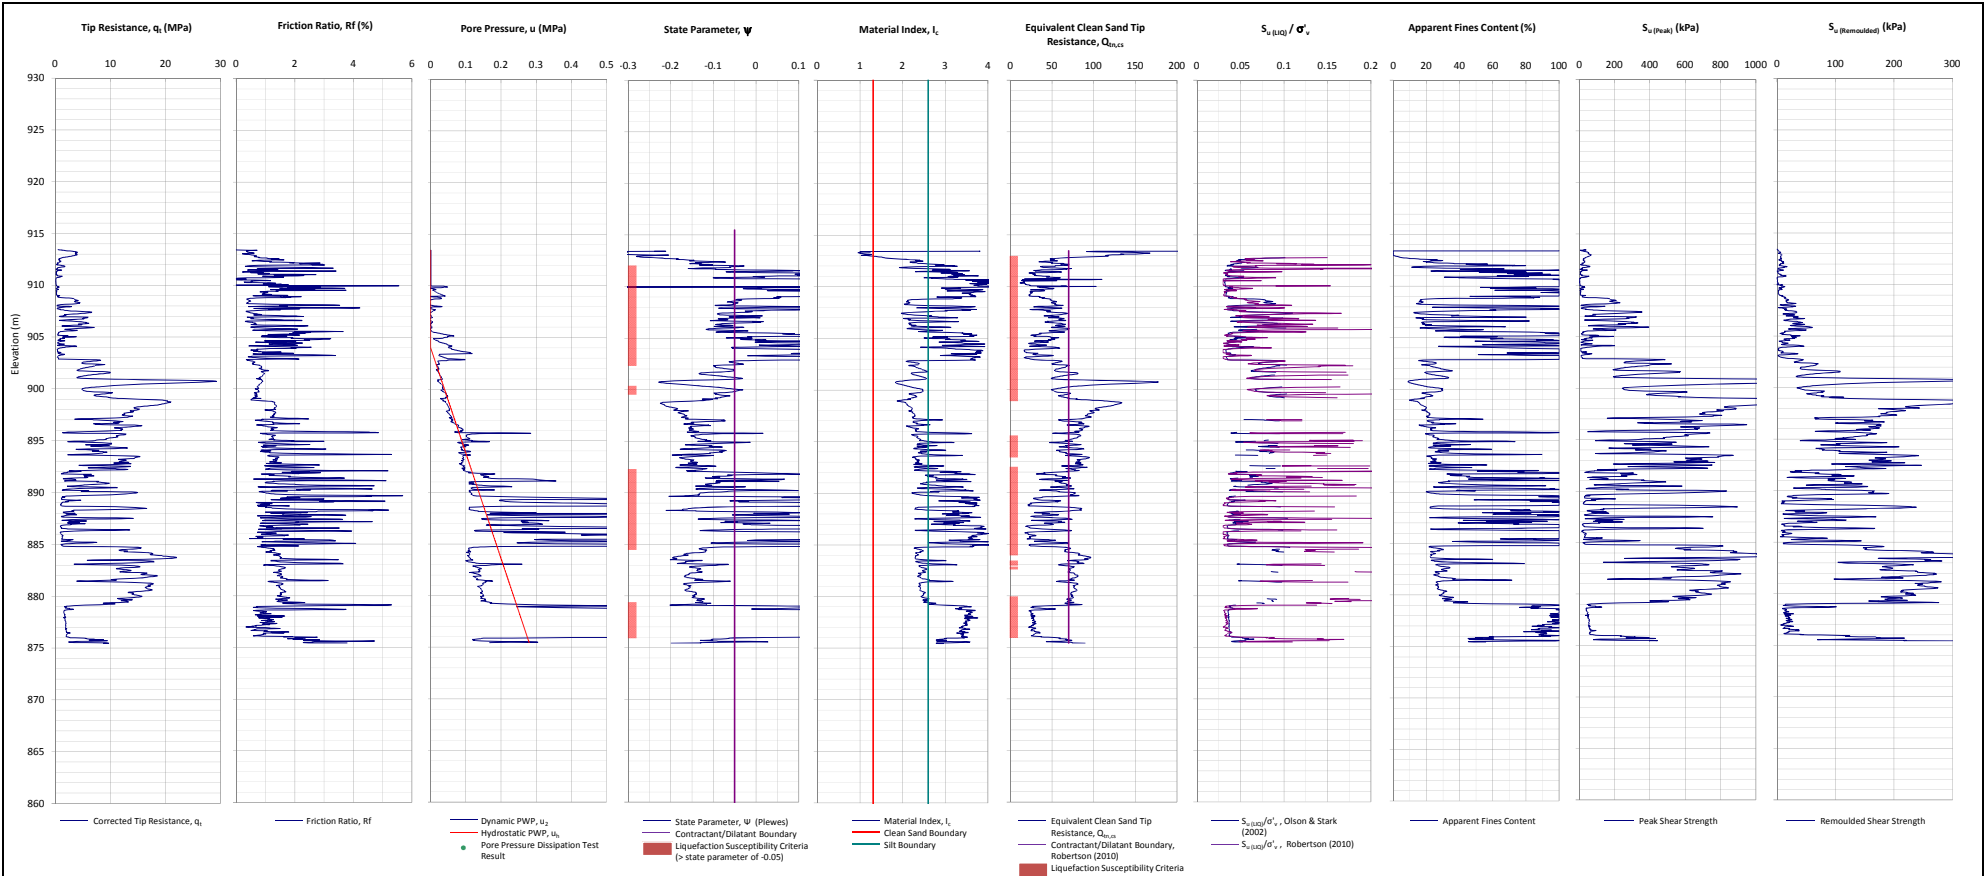 Tip Resistance, qt (MPa)
Friction Ratio, Rf (%)
Pore Pressure, u (MPa)
State Parameter, Ψ
Material Index, Ic
Equivalent Clean Sand Tip
Resistance, Qtn,cs
Su (LIQ) / σ'v
Apparent Fines Content (%)
Su (Peak) (kPa)
Su (Remoulded) (kPa)
0 10 20 30
0 2 4 6
0 0.1 0.2 0.3 0.4 0.5
-0.3 -0.2 -0.1 0 0.1
0 2 3 4
0 50 100 150 200
0 0.05 0.1 0.15 0.2
0 20 40 60 80 100
0 200 400 600 800 1000
0 100 200 300
930
925
920
915
910
905
900
895
890
885
880
875
870
865
860
Elevation (m)
Corrected Tip Resistance, qt
Friction Ratio, Rf
Dynamic PWP, u2
Hydrostatic PWP, uh
Pore Pressure Dissipation Test
Result
State Parameter, Ψ (Plewes)
Contractant/Dilatant Boundary
Liquefaction Susceptibility Criteria
(> state parameter of -0.05)
Material Index, Ic
Clean Sand Boundary
Silt Boundary
Equivalent Clean Sand Tip
Resistance, Qtn,cs
Contractant/Dilatant Boundary,
Robertson (2010)
Liquefaction Susceptibility Criteria
Su (LIQ)/σ'v , Olson & Stark
(2002)
Su (LIQ)/σ'v , Robertson (2010)
Apparent Fines Content
Peak Shear Strength
Remoulded Shear Strength